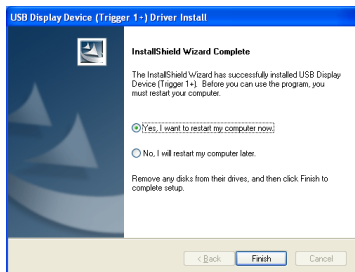 USB Display Device (Trigger 1+) Driver Install
InstallShield Wizard Complete
The InstallShield Wizard has successfully installed USB Display
Device (Trigger 1+). Before you can use the program, you
must restart your computer.
Yes, I want to restart my computer now.
No, I will restart my computer later.
Remove any disks from their drives, and then click Finish to
complete setup.
< Back
Finish
Cancel